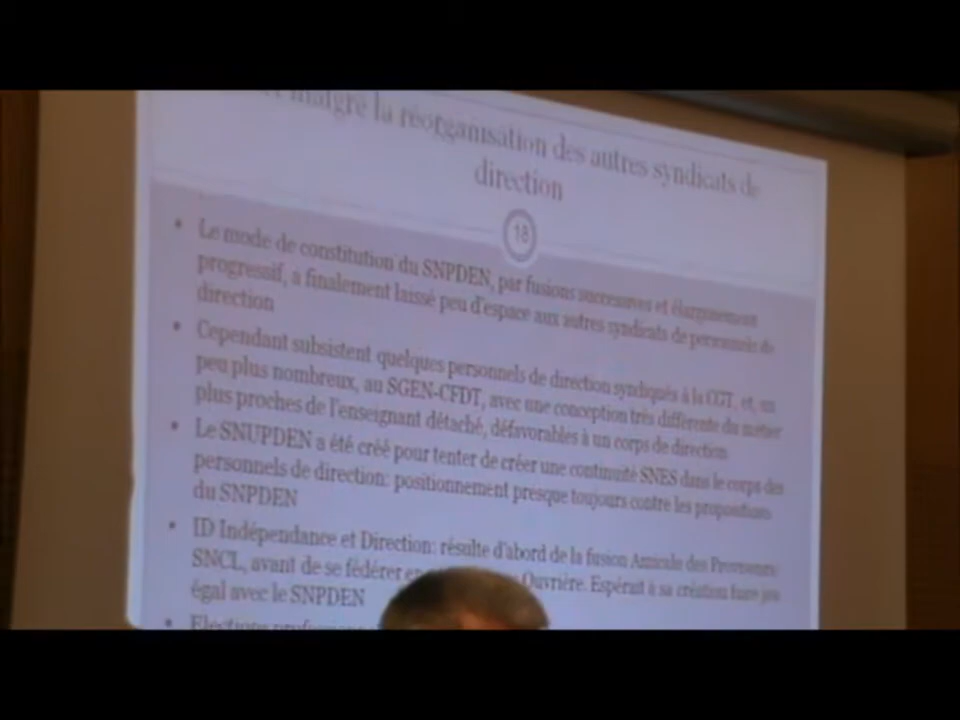 malgré la réorganisation des autres syndicats de
direction
18
• Le mode de constitution du SNPDEN, par fusions successives et élargissement
progressif, a finalement laissé peu d'espace aux autres syndicats de personnels de
direction
• Cependant subsistent quelques personnels de direction syndiqués à la CGT, et, un
peu plus nombreux, au SGEN-CFDT, avec une conception très différente du métier
plus proches de l'enseignant détaché, défavorables à un corps de direction
• Le SNUPDEN a été créé pour tenter de créer une continuité SNES dans le corps des
personnels de direction: positionnement presque toujours contre les propositions
du SNPDEN
• ID Indépendance et Direction: résulte d'abord de la fusion Amicale des Proviseurs
SNCL, avant de se fédérer Ouvrière. Espérait à sa création faire jeu
égal avec le SNPDEN
• Elections